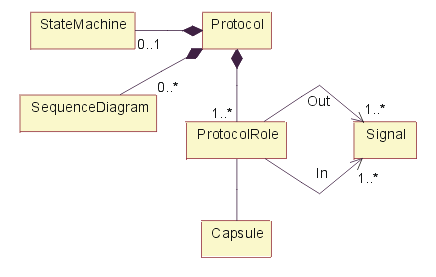 StateMachine
Protocol
0..1
0..*
SequenceDiagram
1..*
Out
1..*
ProtocolRole
Signal
In
1..*
Capsule